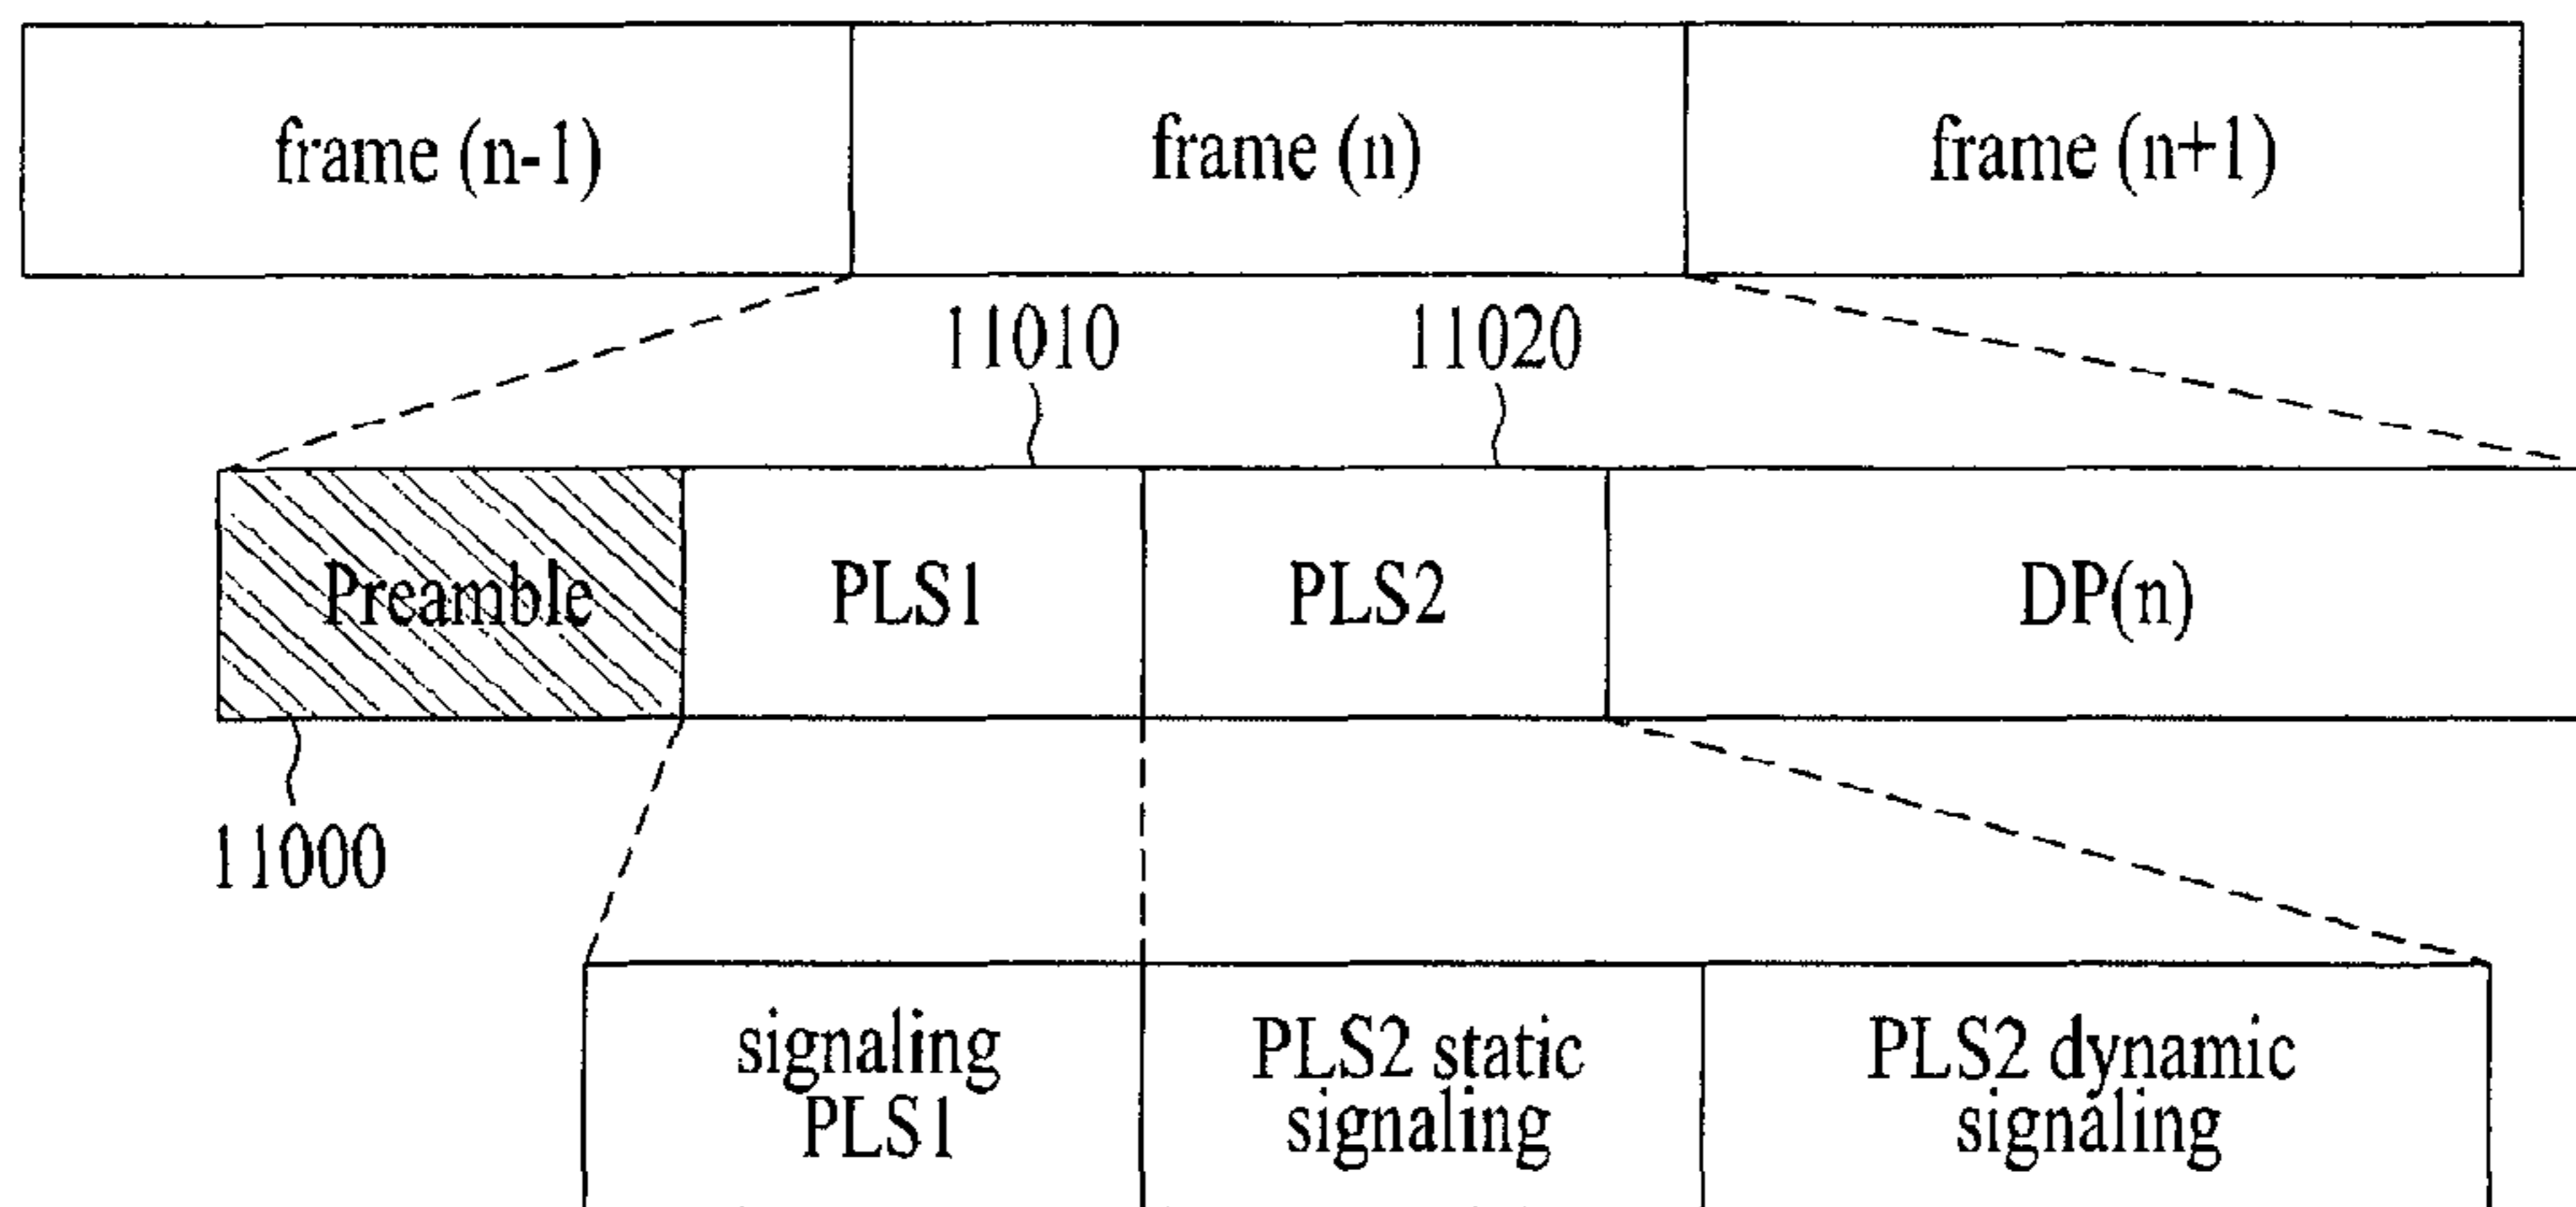 frame (n-1)
frame (n)
frame (n+1)
11010
11020
Preamble
PLS1
PLS2
DP(n)
11000
signaling
PLS1
PLS2 static
signaling
PLS2 dynamic
signaling